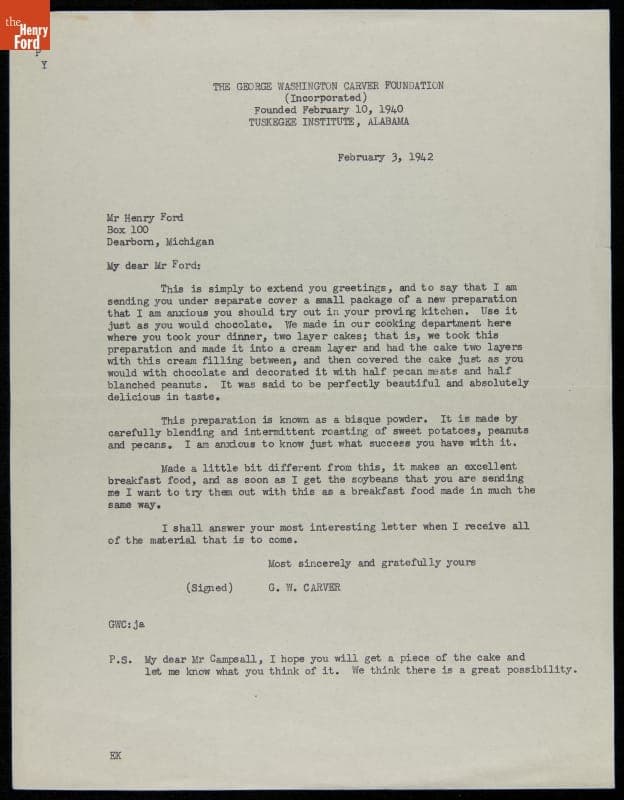 the
Henry
Ford
P
Y
THE GEORGE WASHINGTON CARVER FOUNDATION
(Incorporated)
Founded February 10, 1940
TUSKEGEE INSTITUTE, ALABAMA
February 3, 1942
Mr Henry Ford
Box 100
Dearborn, Michigan
My dear Mr Ford:
This is simply to extend you greetings, and to say that I am
sending you under separate cover a small package of a new preparation
that I am anxious you should try out in your proving kitchen. Use it
just as you would chocolate. We made in our cooking department here
where you took your dinner, two layer cakes; that is, we took this
preparation and made it into a cream layer and had the cake two layers
with this cream filling between, and then covered the cake just as you
would with chocolate and decorated it with half pecan meats and half
blanched peanuts. It was said to be perfectly beautiful and absolutely
delicious in taste.
This preparation is known as a bisque powder. It is made by
carefully blending and intermittent roasting of sweet potatoes, peanuts
and pecans. I am anxious to know just what success you have with it.
Made a little bit different from this, it makes an excellent
breakfast food, and as soon as I get the soybeans that you are sending
me I want to try them out with this as a breakfast food made in much the
same way.
I shall answer your most interesting letter when I receive all
of the material that is to come.
Most sincerely and gratefully yours
(Signed) G. W. CARVER
GWC:ja
P.S. My dear Mr Campsall, I hope you will get a piece of the cake and
let me know what you think of it. We think there is a great possibility.
EK